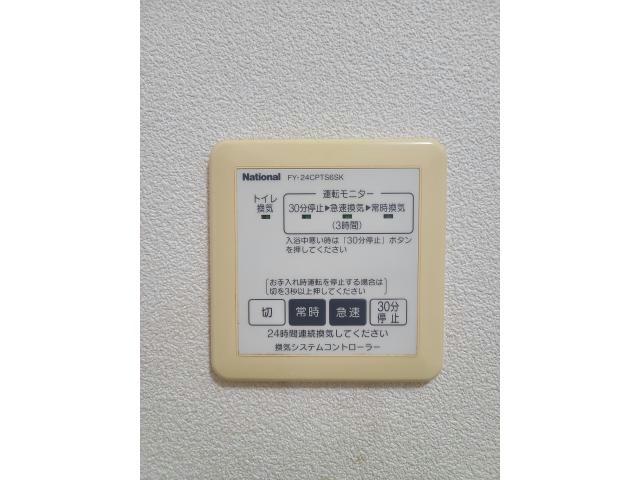 National FY-24CPTS6SK
トイレ
換気
運転モニター
30分停止▶急速換気▶常時換気
(3時間)
入浴中寒い時は「30分停止」ボタン
を押してください
お手入れ時運転を停止する場合は
切を3秒以上押してください
切 常時 急速 30分停止
24時間連続換気してください
換気システムコントローラー